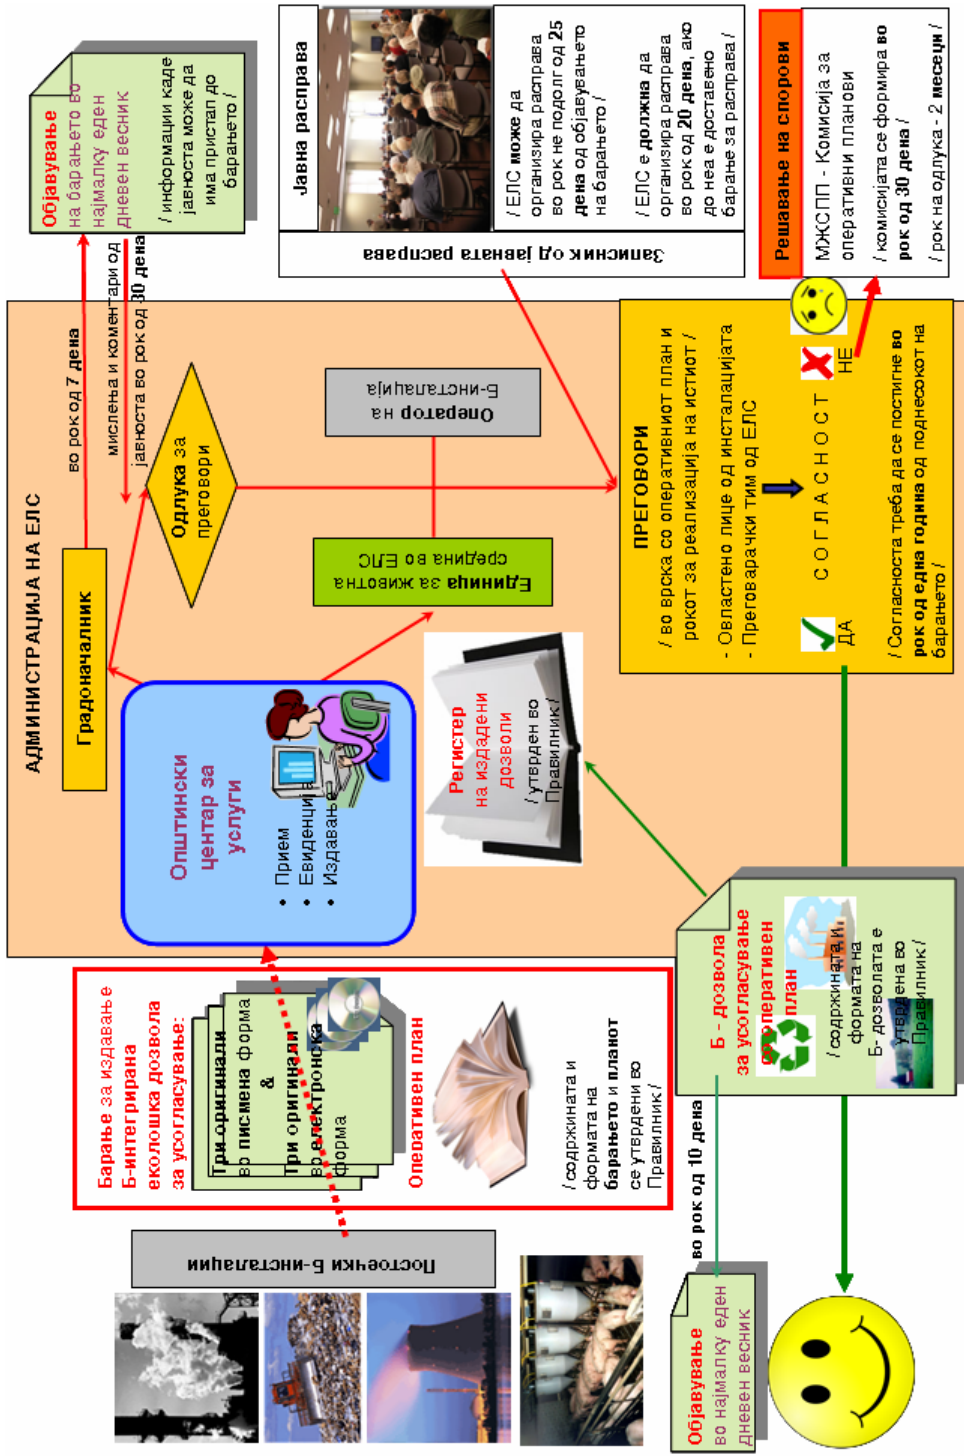 АДМИНИСТРАЦИЈА НА ЕЛС
Постоечки Б-инсталации
Барање за издавање
Б-интегрирана
еколошка дозвола
за усогласување:
Три оригинали
во писмена форма
&
Три оригинали
во електронска
форма
Оперативен план
/ содржината и
формата на
барањето и планот
се утврдени во
Правилник /
Општински
центар за
услуги
• Прием
• Евиденција
• Издавање
Градоначалник
во рок од 7 дена
Објавување
на барањето во
најмалку еден
дневен весник
/ информации каде
јавноста може да
има пристап до
барањето /
мислења и коментари од
јавноста во рок од 30 дена
Одлука за
преговори
Единица за животна
средина во ЕЛС
Оператор на
Б-инсталација
Јавна расправа
/ ЕЛС може да
организира расправа
во рок не подолг од 25
дена од објавувањето
на барањето /
/ ЕЛС е должна да
организира расправа
во рок од 20 дена, ако
до неа е доставено
барање за расправа /
Записник од јавната расправа
ПРЕГОВОРИ
/ во врска со оперативниот план и
рокот за реализација на истиот /
- Овластено лице од инсталацијата
- Преговарачки тим од ЕЛС
СОГЛАСНОСТ
ДА
НЕ
/ Согласноста треба да се постигне во
рок од една година од поднесокот на
барањето /
Решавање на спорови
МЖСПП - Комисија за
оперативни планови
/ комисијата се формира во
рок од 30 дена /
/ рок на одлука - 2 месеци /
Регистер
на издадени
дозволи
/ утврден во
Правилник /
Б - дозвола
за усогласување
со оперативен
план
/ содржината и
формата на
Б- дозволата е
утврдена во
Правилник /
во рок од 10 дена
Објавување
во најмалку еден
дневен весник